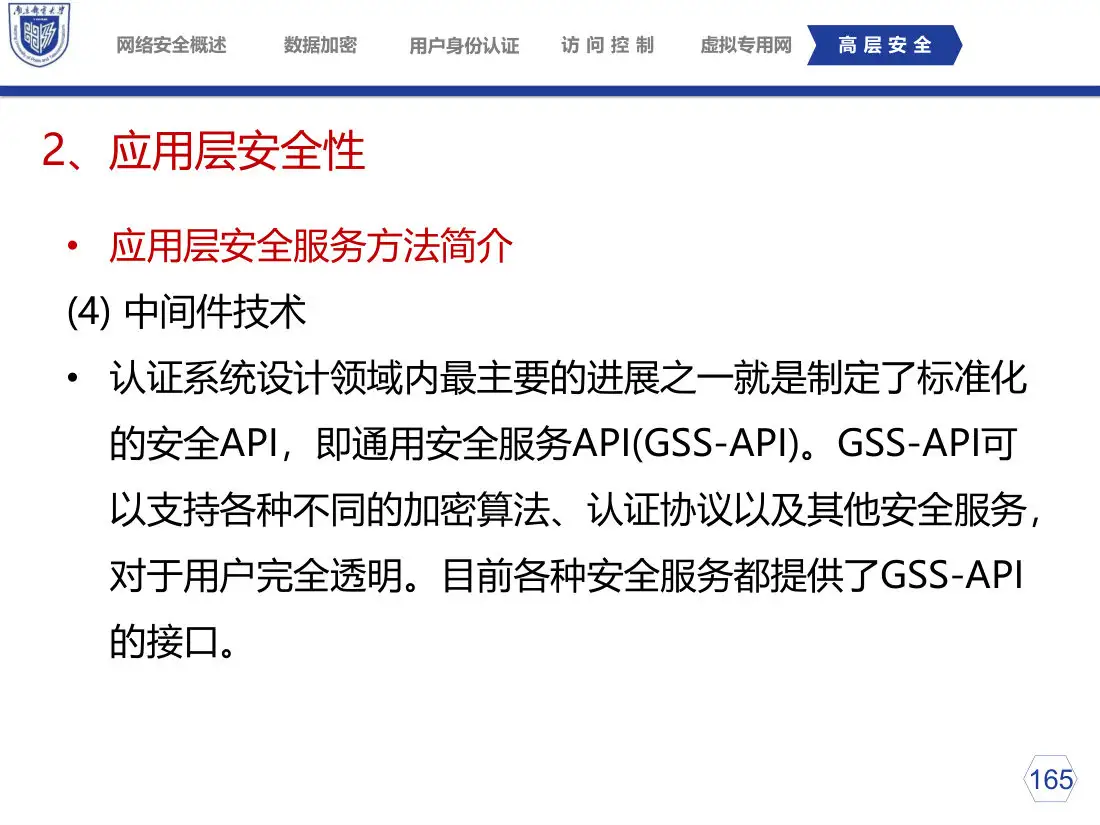 网络安全概述 数据加密 用户身份认证 访问控制 虚拟专用网 高层安全
2、应用层安全性
• 应用层安全服务方法简介
(4) 中间件技术
• 认证系统设计领域内最主要的进展之一就是制定了标准化
的安全API，即通用安全服务API(GSS-API)。GSS-API可
以支持各种不同的加密算法、认证协议以及其他安全服务，
对于用户完全透明。目前各种安全服务都提供了GSS-API
的接口。
165